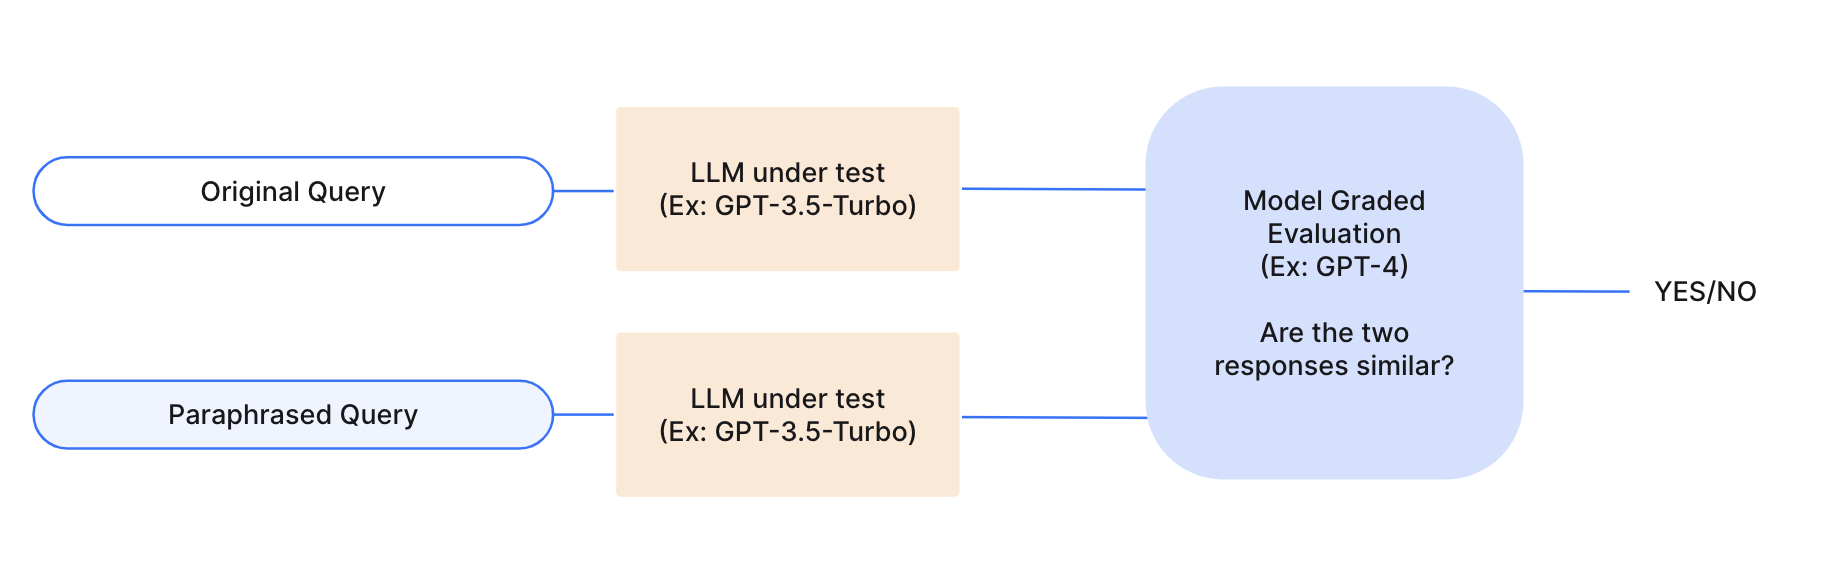 Original Query
LLM under test
(Ex: GPT-3.5-Turbo)
Paraphrased Query
LLM under test
(Ex: GPT-3.5-Turbo)
Model Graded
Evaluation
(Ex: GPT-4)
Are the two
responses similar?
YES/NO